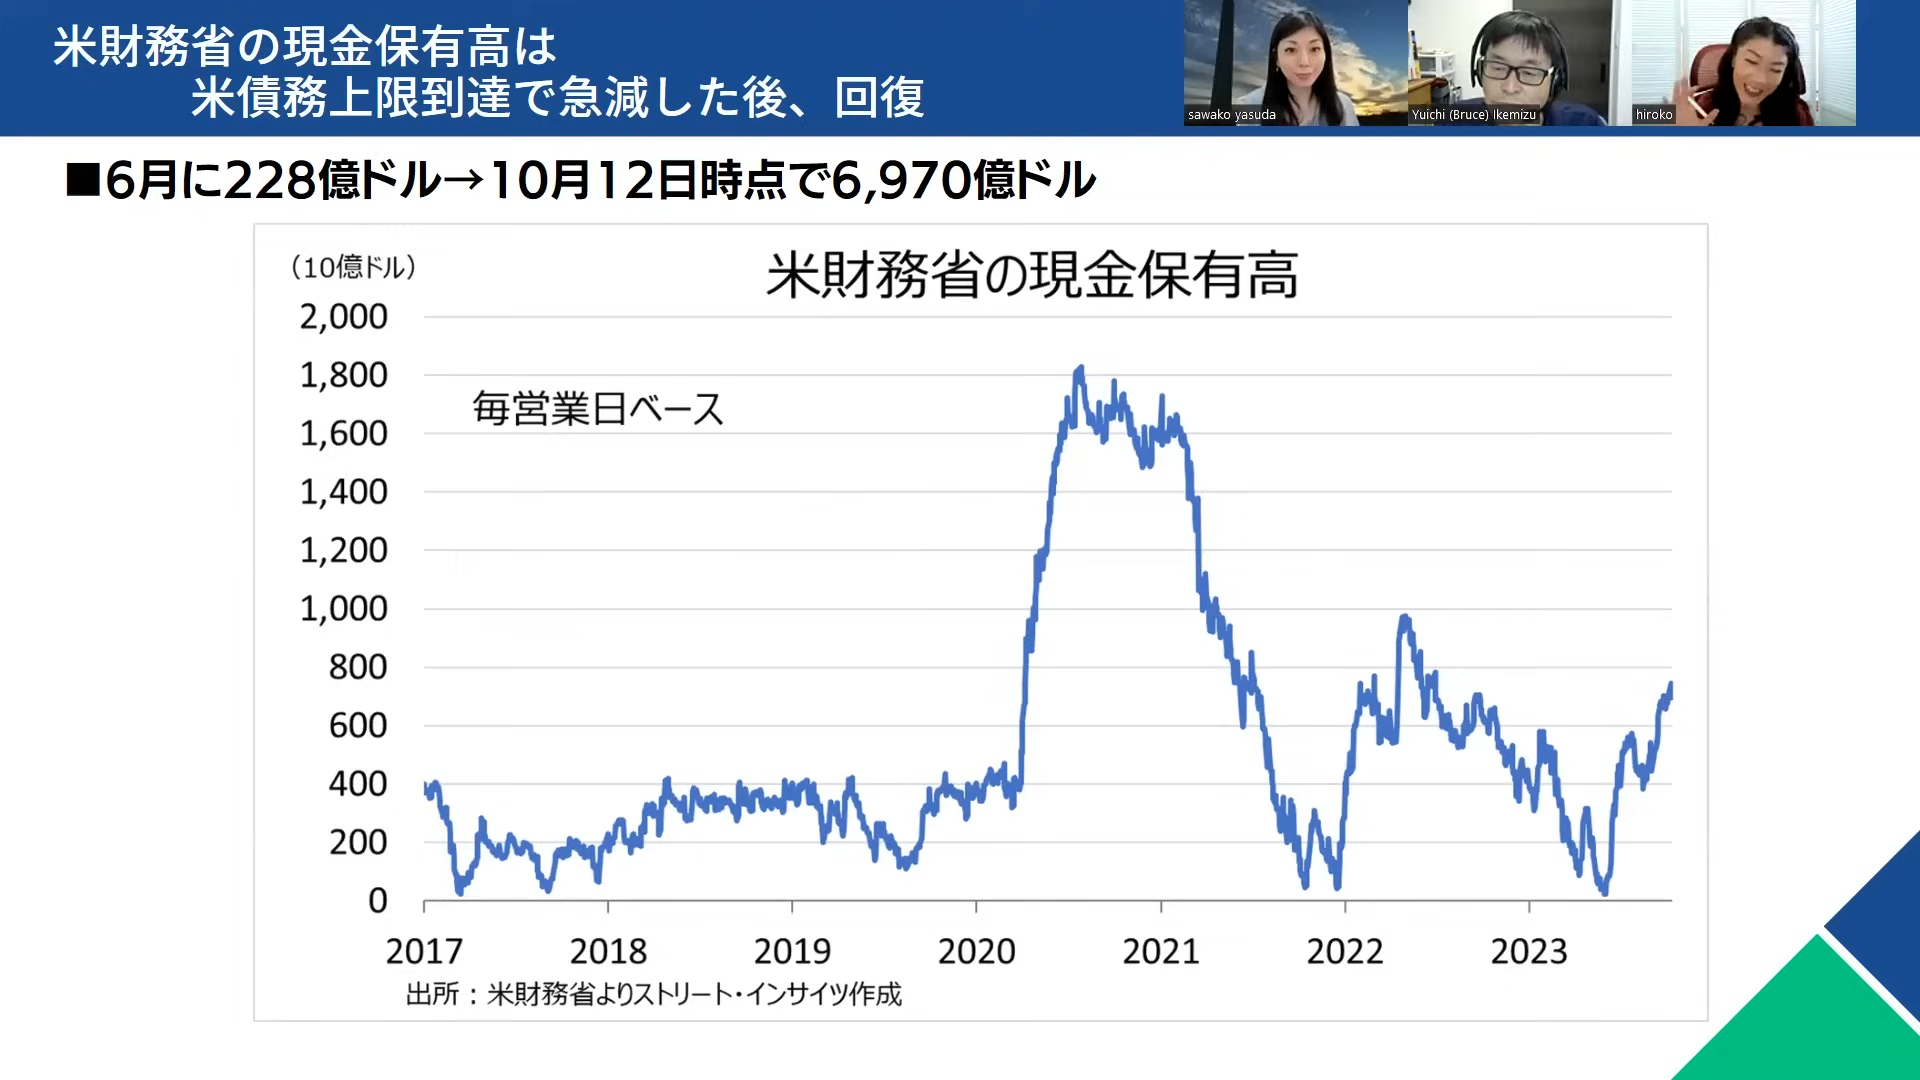 米財務省の現金保有高は
米債務上限到達で急減した後、回復
sawako yasuda
Yuichi (Bruce) Ikemizu
hiroko
■6月に228億ドル→10月12日時点で6,970億ドル
米財務省の現金保有高
（10億ドル）
毎営業日ベース
2,000
1,800
1,600
1,400
1,200
1,000
800
600
400
200
0
2017 2018 2019 2020 2021 2022 2023
出所：米財務省よりストリート・インサイツ作成